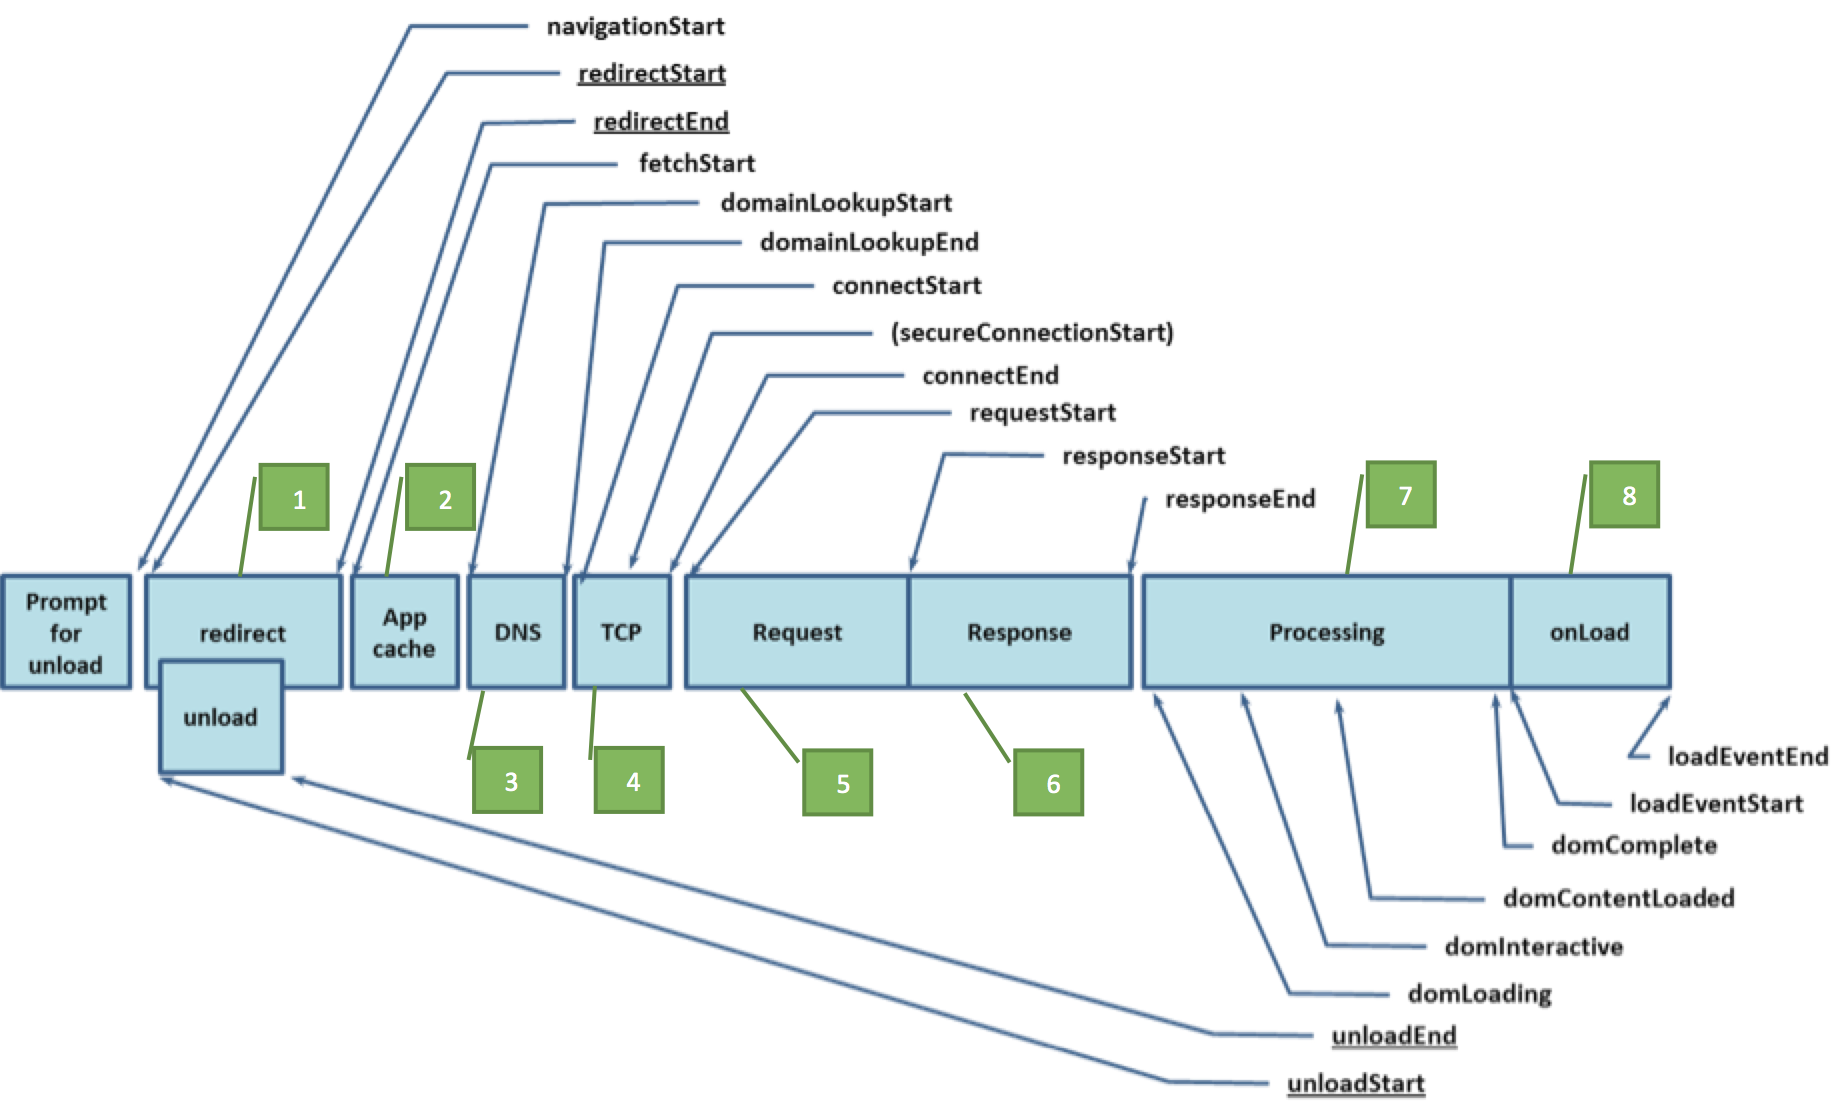 navigationStart
redirectStart
redirectEnd
fetchStart
domainLookupStart
domainLookupEnd
connectStart
(secureConnectionStart)
connectEnd
requestStart
responseStart
responseEnd
1
2
7
8
Prompt
for
unload
redirect
unload
App
cache
DNS
TCP
Request
Response
Processing
onLoad
3
4
5
6
loadEventEnd
loadEventStart
domComplete
domContentLoaded
domInteractive
domLoading
unloadEnd
unloadStart